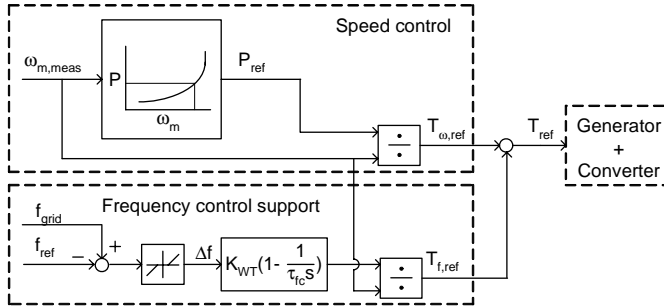 Speed control
ω_m,meas
P
ω_m
P_ref
÷
T_ω,ref
T_ref
Generator
+
Converter
Frequency control support
f_grid
f_ref
+
−
Δf
K_WT(1- 1/(τ_fc s))
÷
T_f,ref